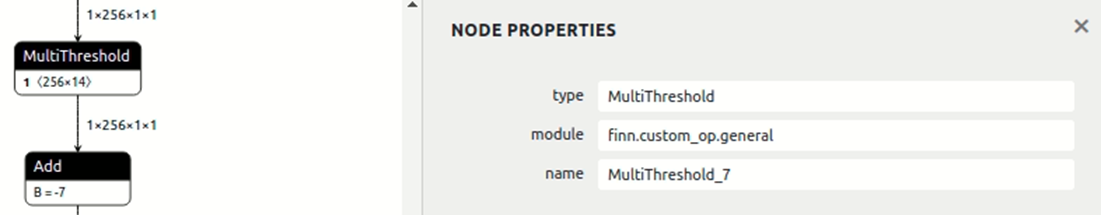 1×256×1×1
MultiThreshold
1 〈256×14〉
1×256×1×1
Add
B = -7
NODE PROPERTIES
type MultiThreshold
module finn.custom_op.general
name MultiThreshold_7